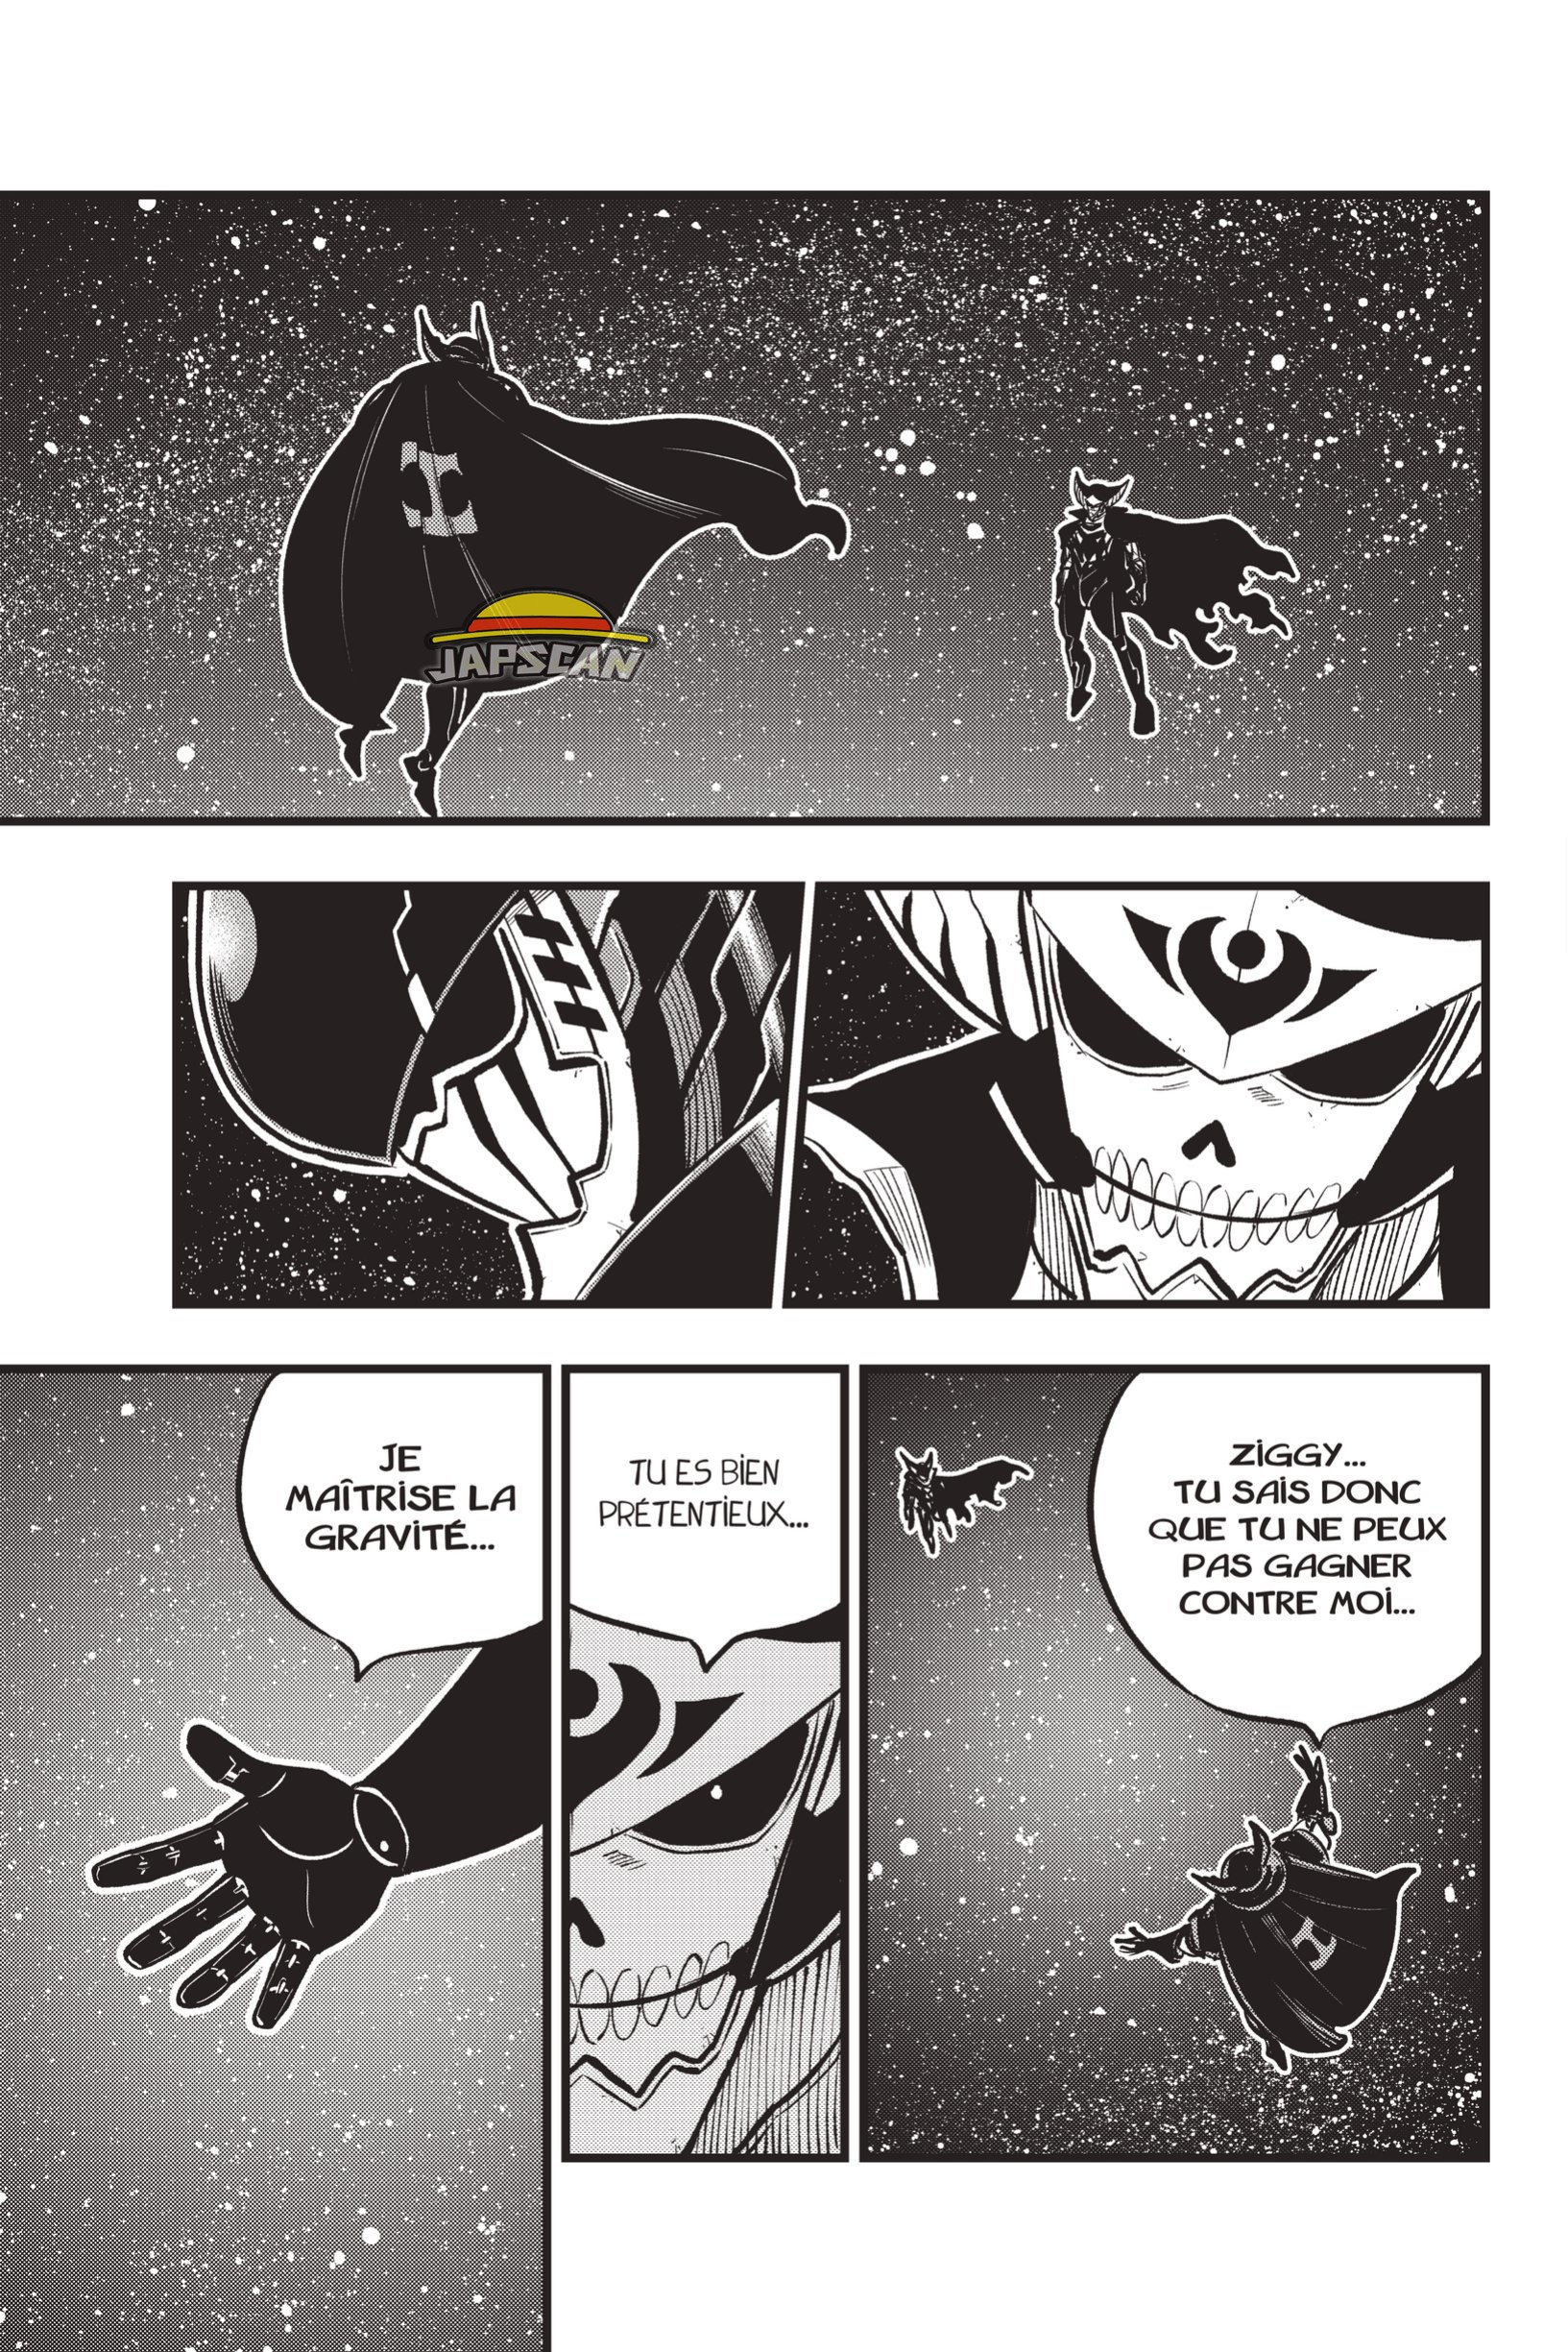 JAPSCAN
ZIGGY...
TU SAIS DONC
QUE TU NE PEUX
PAS GAGNER
CONTRE MOI...
TU ES BIEN
PRÉTENTIEUX...
JE
MAÎTRISE LA
GRAVITÉ...